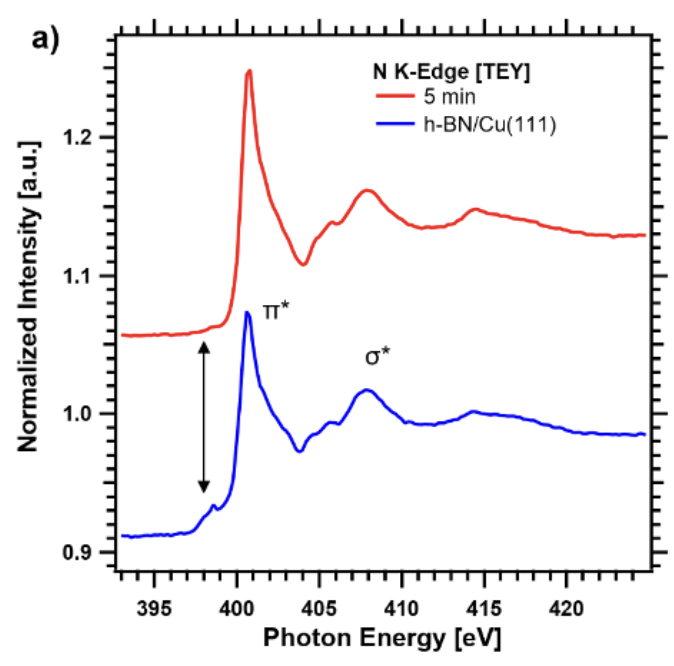 a)
N K-Edge [TEY]
5 min
h-BN/Cu(111)
1.2
1.1
1.0
0.9
π*
σ*
Normalized Intensity [a.u.]
395 400 405 410 415 420
Photon Energy [eV]